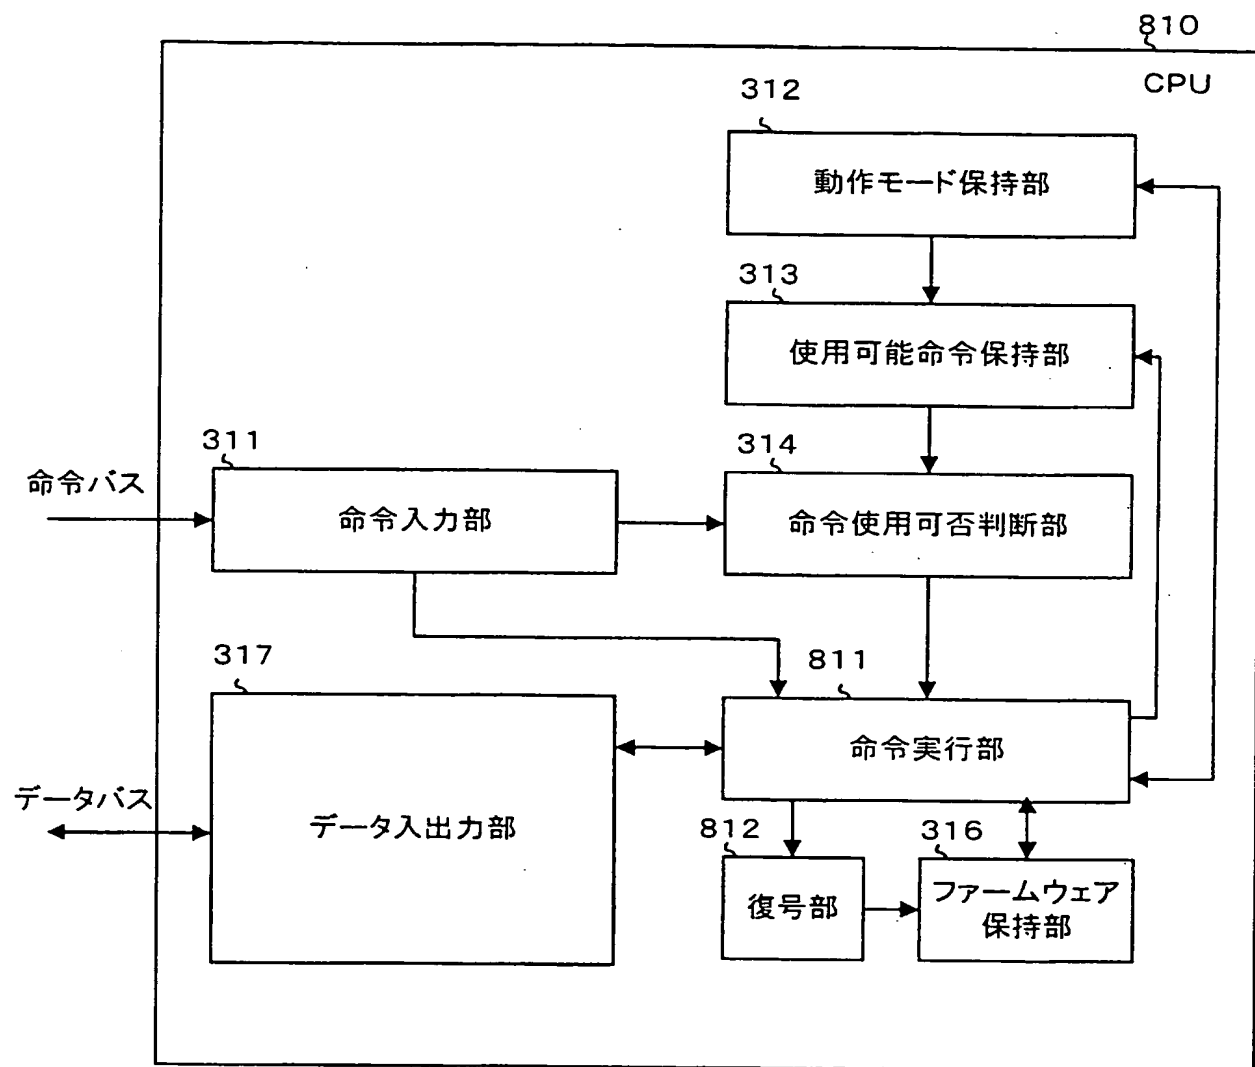 810
CPU
312
動作モード保持部
313
使用可能命令保持部
311
314
命令バス
命令入力部
命令使用可否判断部
317
811
命令実行部
データバス
データ入出力部
812
316
復号部
ファームウェア
保持部